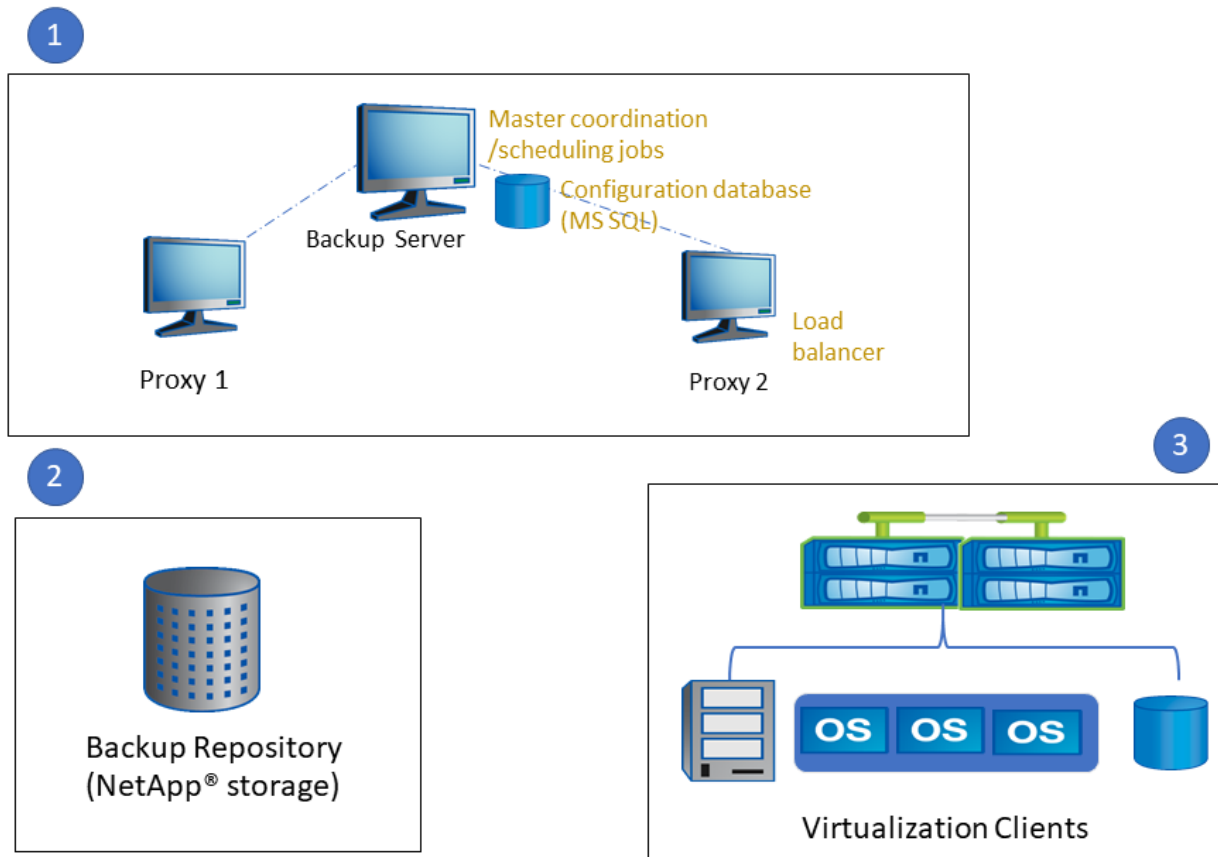 1
Master coordination
/scheduling jobs
Configuration database
(MS SQL)
Backup Server
Load
balancer
Proxy 1
Proxy 2
2
Backup Repository
(NetApp® storage)
3
OS OS OS
Virtualization Clients